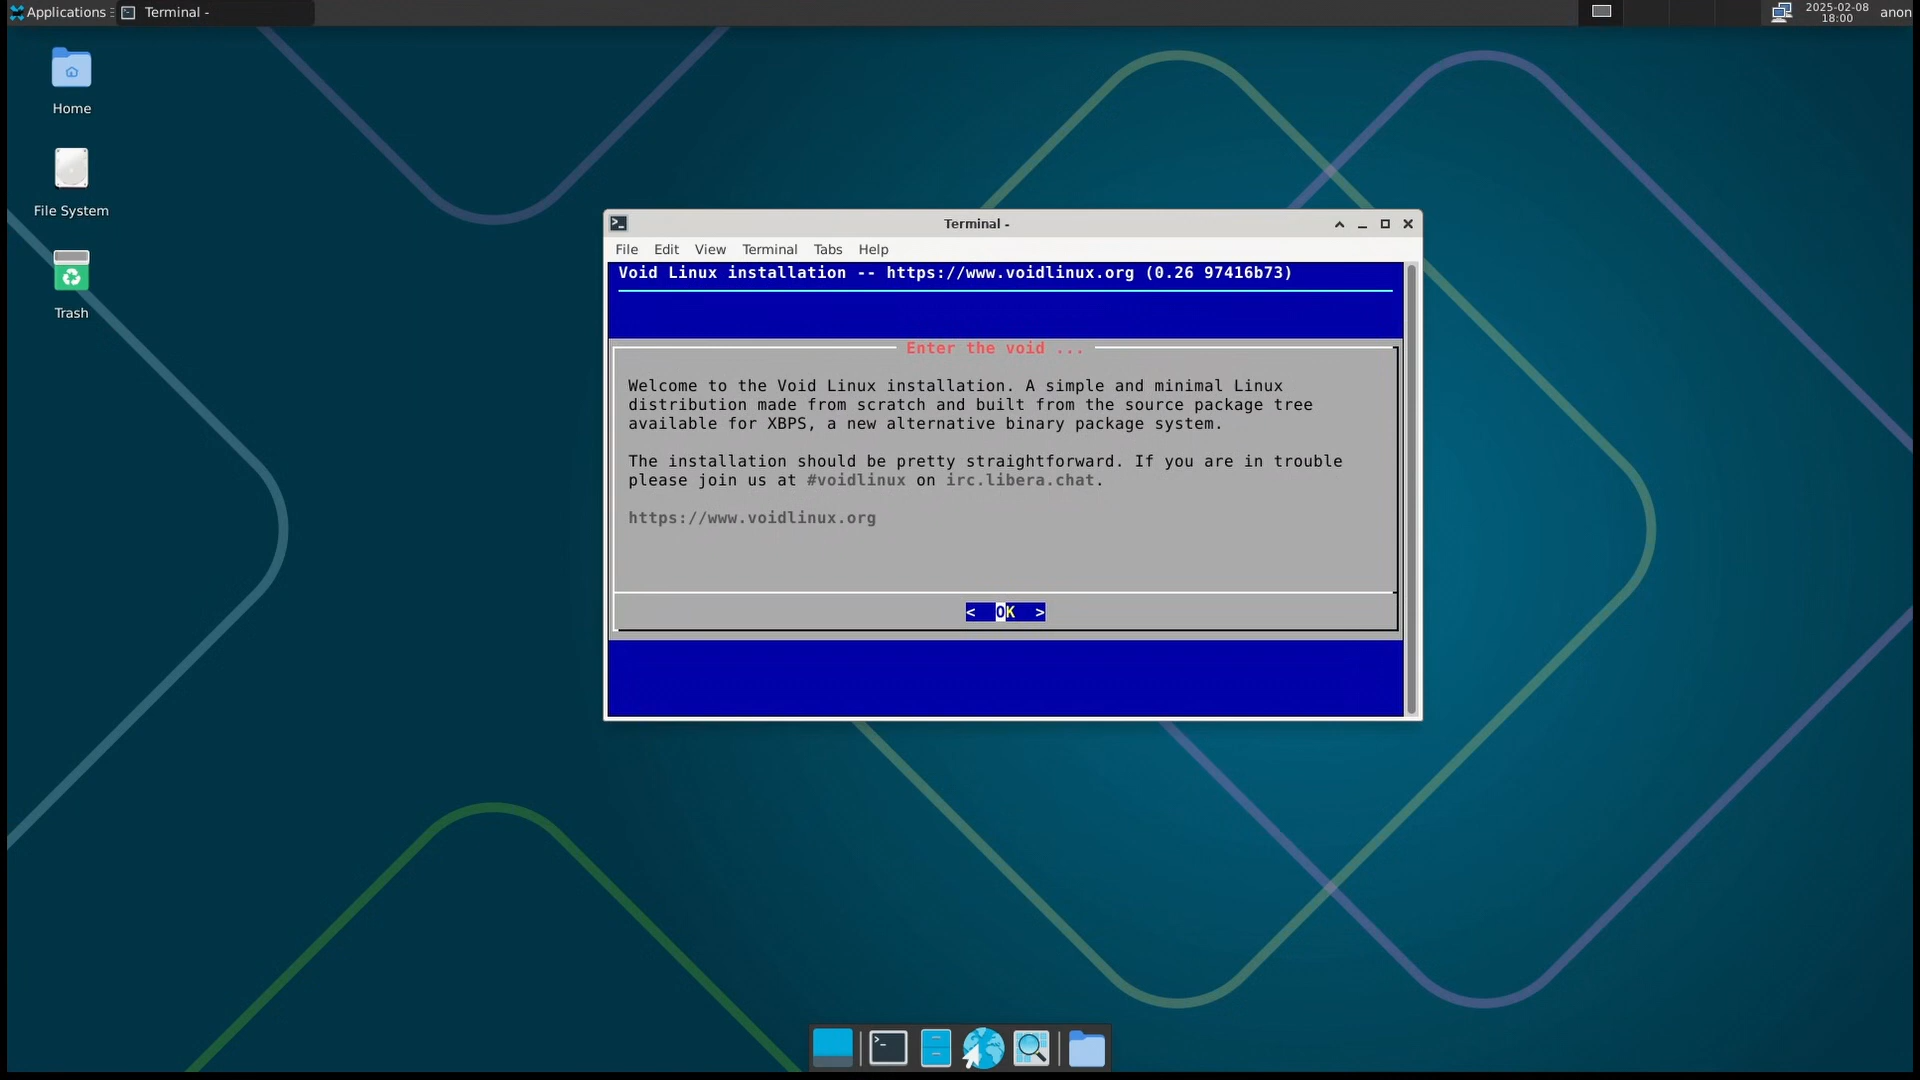 Applications
Terminal -
2025-02-08
18:00
anon
Home
File System
Trash
Terminal -
File Edit View Terminal Tabs Help
Void Linux installation -- https://www.voidlinux.org (0.26 97416b73)
Enter the void ...
Welcome to the Void Linux installation. A simple and minimal Linux
distribution made from scratch and built from the source package tree
available for XBPS, a new alternative binary package system.
The installation should be pretty straightforward. If you are in trouble
please join us at #voidlinux on irc.libera.chat.
https://www.voidlinux.org
< OK >